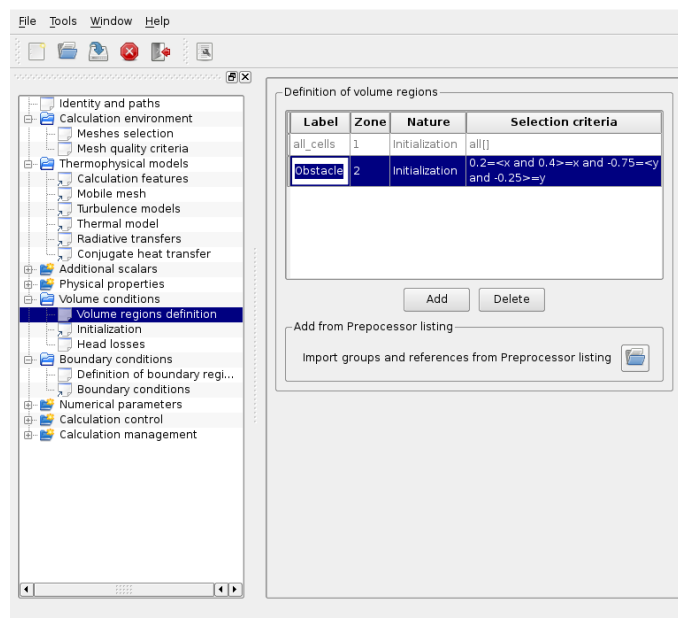 File Tools Window Help
Identity and paths
Calculation environment
Meshes selection
Mesh quality criteria
Thermophysical models
Calculation features
Mobile mesh
Turbulence models
Thermal model
Radiative transfers
Conjugate heat transfer
Additional scalars
Physical properties
Volume conditions
Volume regions definition
Initialization
Head losses
Boundary conditions
Definition of boundary regi...
Boundary conditions
Numerical parameters
Calculation control
Calculation management
Definition of volume regions
Label Zone Nature Selection criteria
all_cells 1 Initialization all[]
Obstacle 2 Initialization 0.2=<x and 0.4>=x and -0.75=<y
and -0.25>=y
Add Delete
Add from Prepocessor listing
Import groups and references from Preprocessor listing